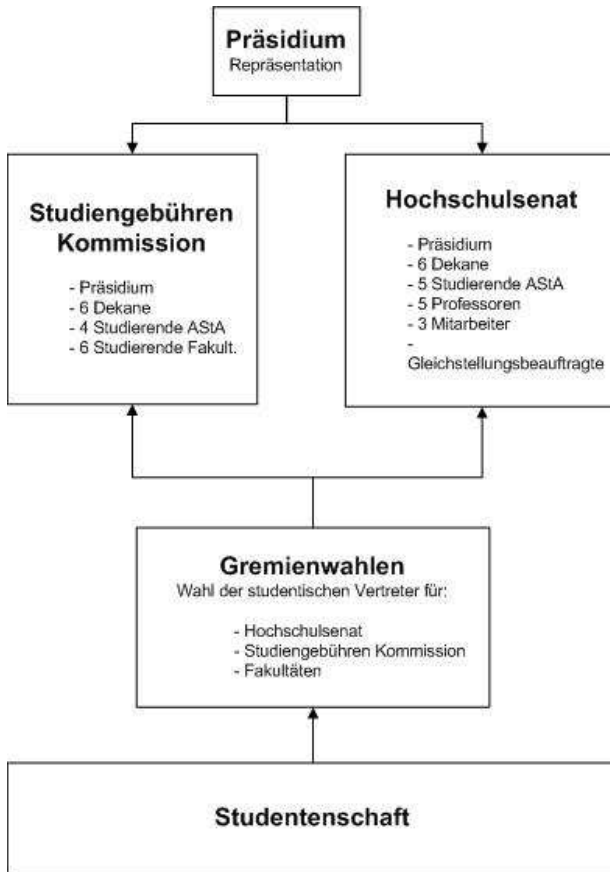 Präsidium
Repräsentation
Studiengebühren
Kommission
- Präsidium
- 6 Dekane
- 4 Studierende AStA
- 6 Studierende Fakult.
Hochschulsenat
- Präsidium
- 6 Dekane
- 5 Studierende AStA
- 5 Professoren
- 3 Mitarbeiter
-
Gleichstellungsbeauftragte
Gremienwahlen
Wahl der studentischen Vertreter für:
- Hochschulsenat
- Studiengebühren Kommission
- Fakultäten
Studentenschaft